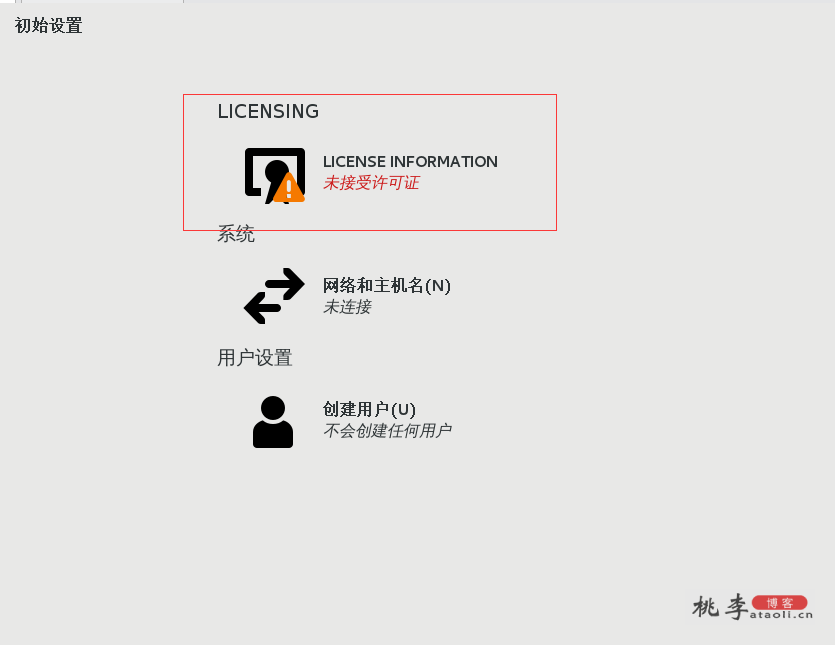 初始设置
LICENSING
LICENSE INFORMATION
未接受许可证
系统
网络和主机名(N)
未连接
用户设置
创建用户(U)
不会创建任何用户
桃李博客
ataoli.cn